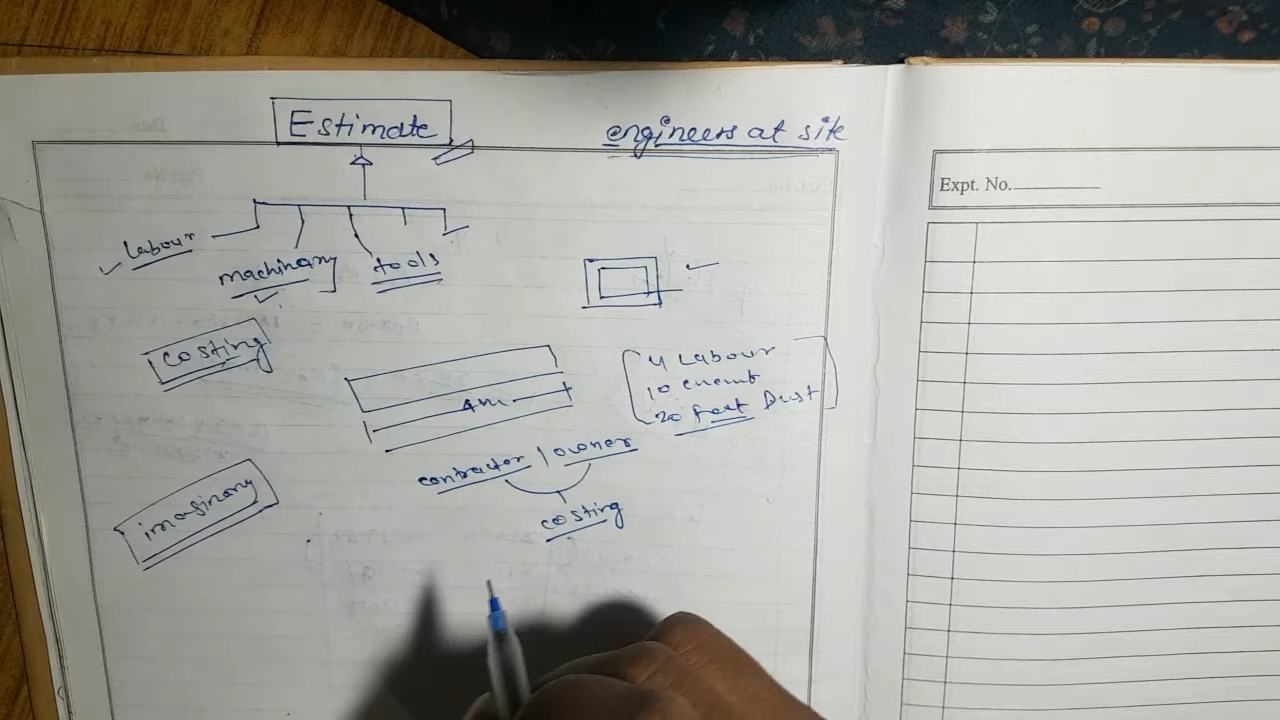 Estimate
engineers at site
Labour
machinary
tools
costing
4m
4 Labour
10 cement
20 feet Dust
contractor / owner
costing
imaginary
Expt. No.